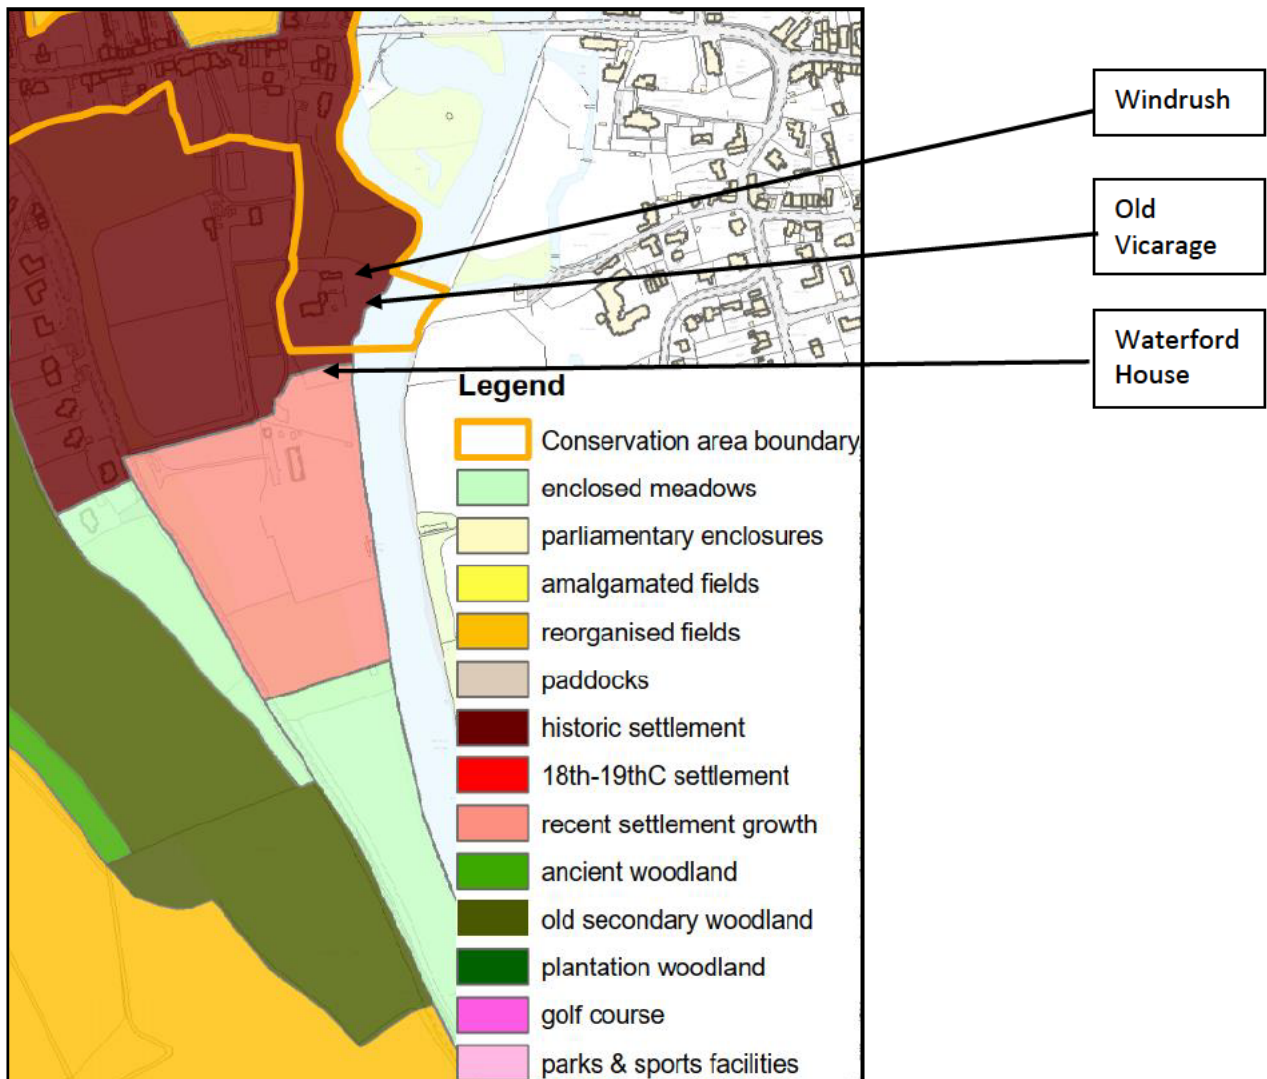 Windrush
Old
Vicarage
Waterford
House
Legend
Conservation area boundary
enclosed meadows
parliamentary enclosures
amalgamated fields
reorganised fields
paddocks
historic settlement
18th-19thC settlement
recent settlement growth
ancient woodland
old secondary woodland
plantation woodland
golf course
parks & sports facilities